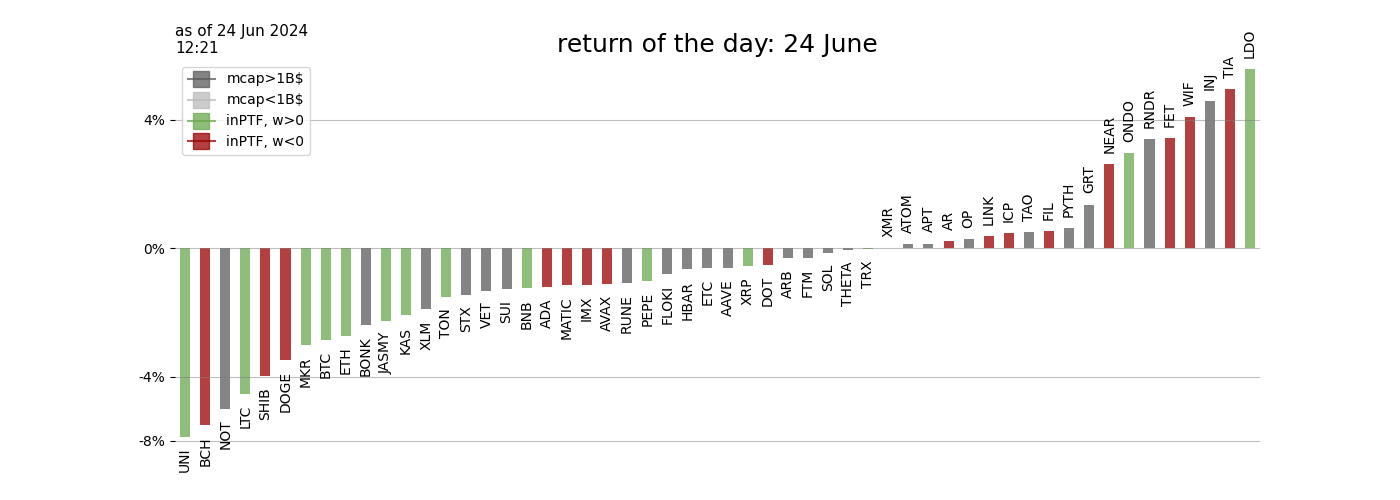 as of 24 Jun 2024
12:21
return of the day: 24 June
mcap>1B$
mcap<1B$
inPTF, w>0
inPTF, w<0
4%
0%
-4%
-8%
UNI
BCH
NOT
LTC
SHIB
DOGE
MKR
BTC
ETH
BONK
JASMY
KAS
XLM
TON
STX
VET
SUI
BNB
ADA
MATIC
IMX
AVAX
RUNE
PEPE
FLOKI
HBAR
ETC
AAVE
XRP
DOT
ARB
FTM
SOL
THETA
TRX
XMR
ATOM
APT
AR
OP
LINK
ICP
TAO
FIL
PYTH
GRT
NEAR
ONDO
RNDR
FET
WIF
INJ
TIA
LDO